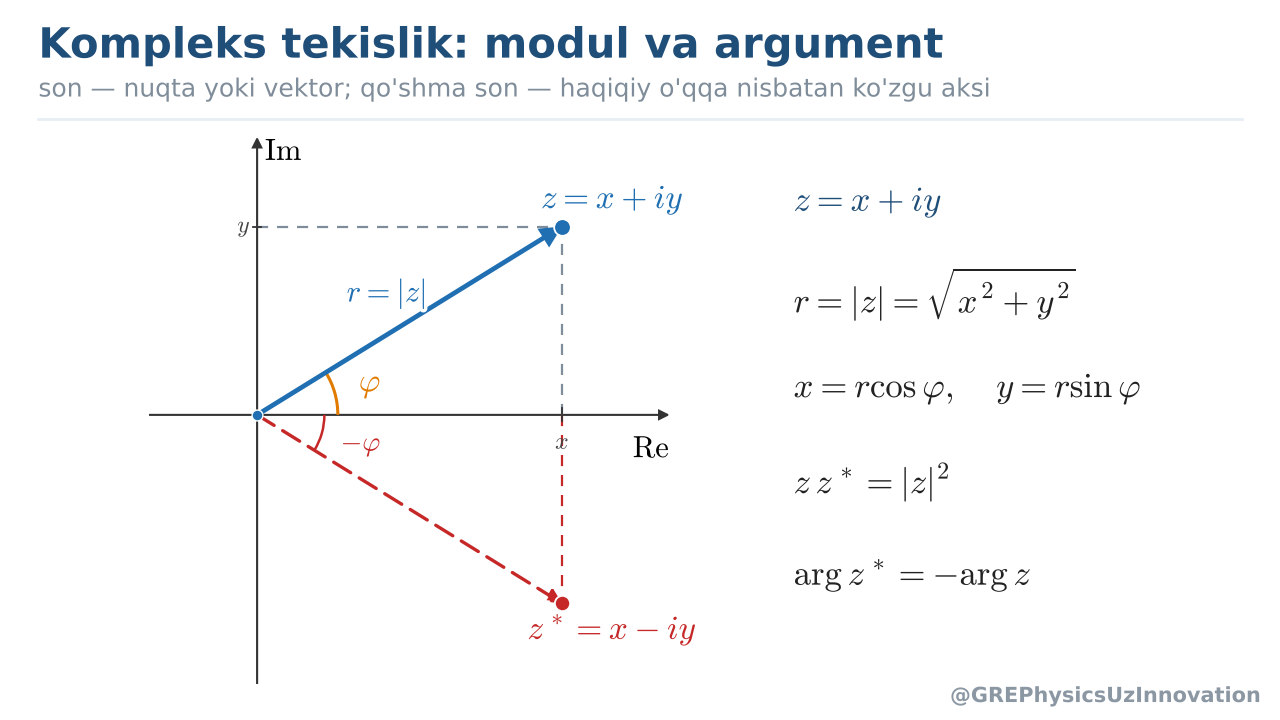 Kompleks tekislik: modul va argument
son — nuqta yoki vektor; qo'shma son — haqiqiy o'qqa nisbatan ko'zgu aksi
Im
z = x + iy
y
r = |z|
φ
−φ
x
Re
z* = x − iy
z = x + iy
r = |z| = √(x² + y²)
x = r cos φ, y = r sin φ
z z* = |z|²
arg z* = −arg z
@GREPhysicsUzInnovation